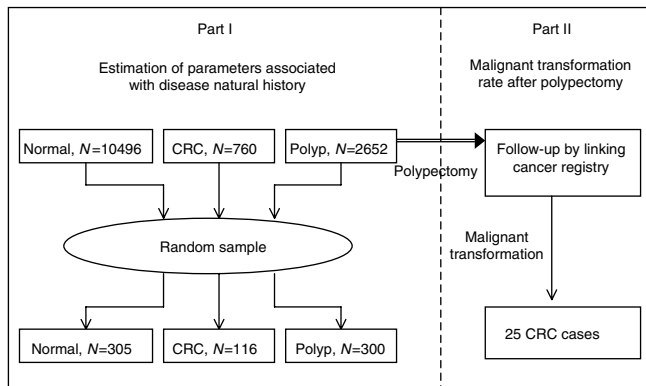 Part I
Estimation of parameters associated
with disease natural history
Normal, N=10496
CRC, N=760
Polyp, N=2652
Random sample
Normal, N=305
CRC, N=116
Polyp, N=300
Part II
Malignant transformation
rate after polypectomy
Polypectomy
Follow-up by linking
cancer registry
Malignant
transformation
25 CRC cases